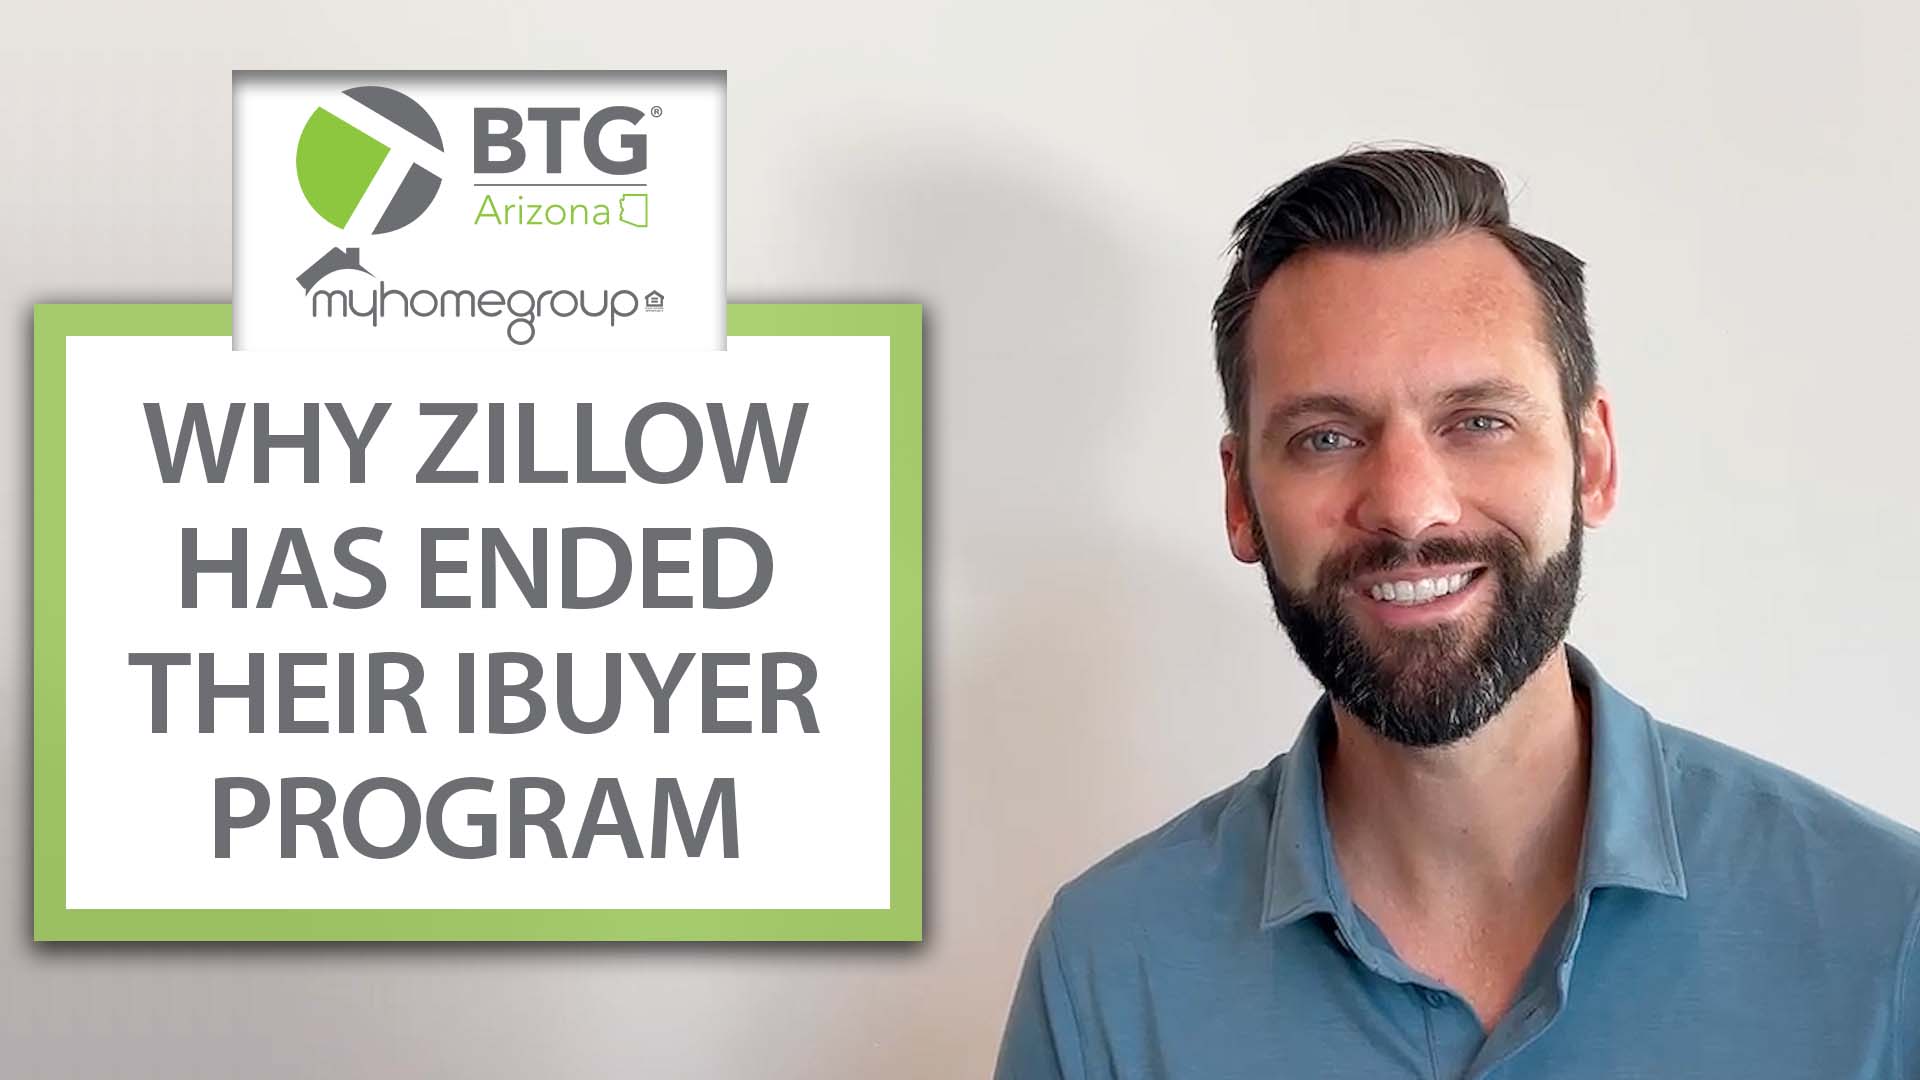 BTG®
Arizona
myhomegroup
WHY ZILLOW
HAS ENDED
THEIR IBUYER
PROGRAM